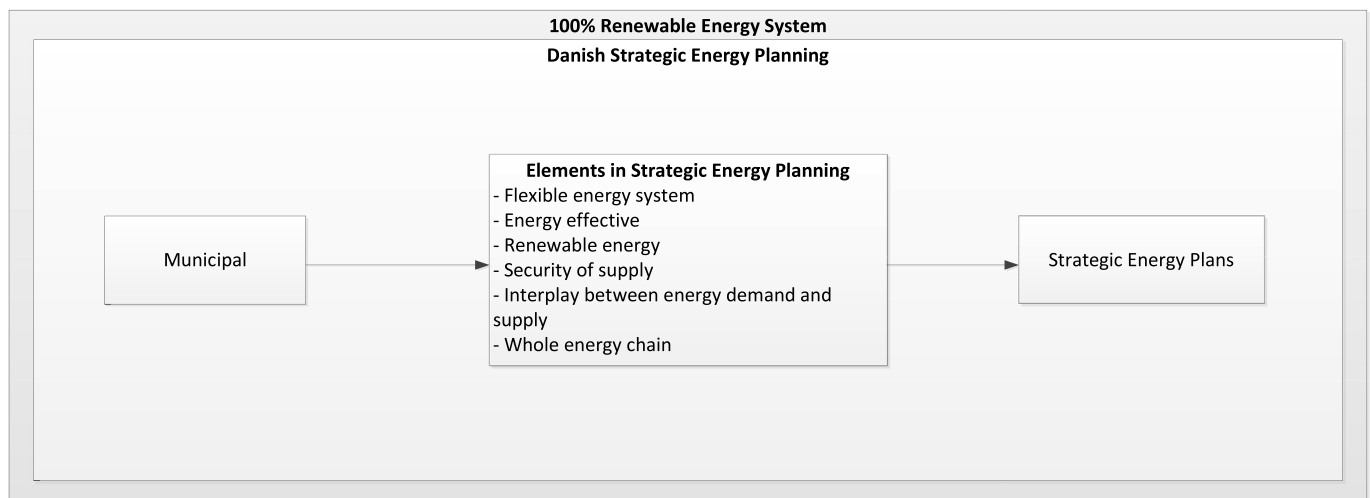 100% Renewable Energy System
Danish Strategic Energy Planning
Municipal
Elements in Strategic Energy Planning
- Flexible energy system
- Energy effective
- Renewable energy
- Security of supply
- Interplay between energy demand and
supply
- Whole energy chain
Strategic Energy Plans